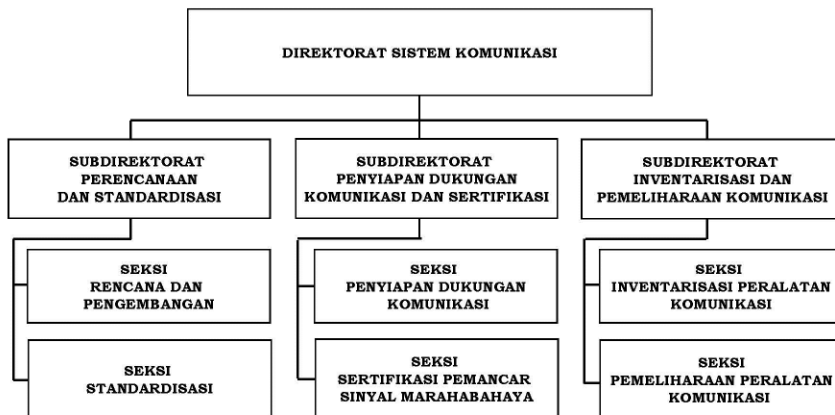 DIREKTORAT SISTEM KOMUNIKASI
SUBDIREKTORAT
PERENCANAAN
DAN STANDARDISASI
SUBDIREKTORAT
PENYIAPAN DUKUNGAN
KOMUNIKASI DAN SERTIFIKASI
SUBDIREKTORAT
INVENTARISASI DAN
PEMELIHARAAN KOMUNIKASI
SEKSI
RENCANA DAN
PENGEMBANGAN
SEKSI
PENYIAPAN DUKUNGAN
KOMUNIKASI
SEKSI
INVENTARISASI PERALATAN
KOMUNIKASI
SEKSI
STANDARDISASI
SEKSI
SERTIFIKASI PEMANCAR
SINYAL MARAHABAHAYA
SEKSI
PEMELIHARAAN PERALATAN
KOMUNIKASI